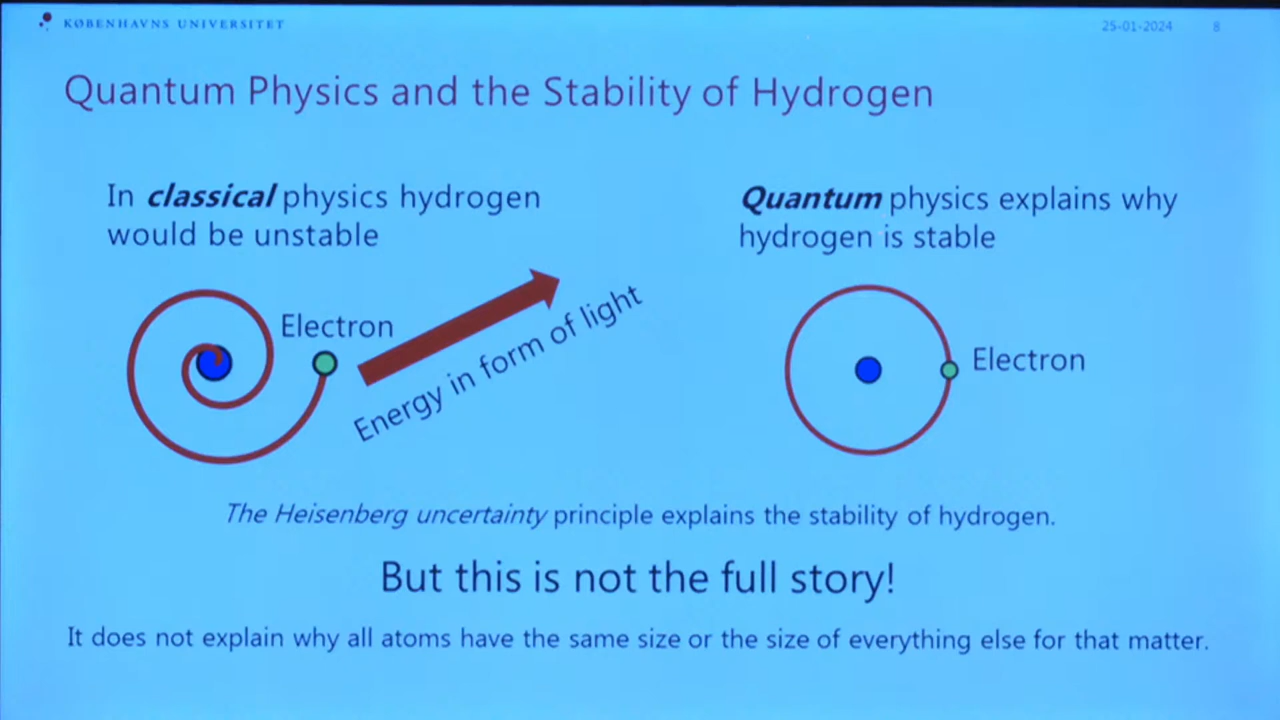 KØBENHAVNS UNIVERSITET
25-01-2024 8
Quantum Physics and the Stability of Hydrogen
In classical physics hydrogen
would be unstable
Electron
Energy in form of light
Quantum physics explains why
hydrogen is stable
Electron
The Heisenberg uncertainty principle explains the stability of hydrogen.
But this is not the full story!
It does not explain why all atoms have the same size or the size of everything else for that matter.